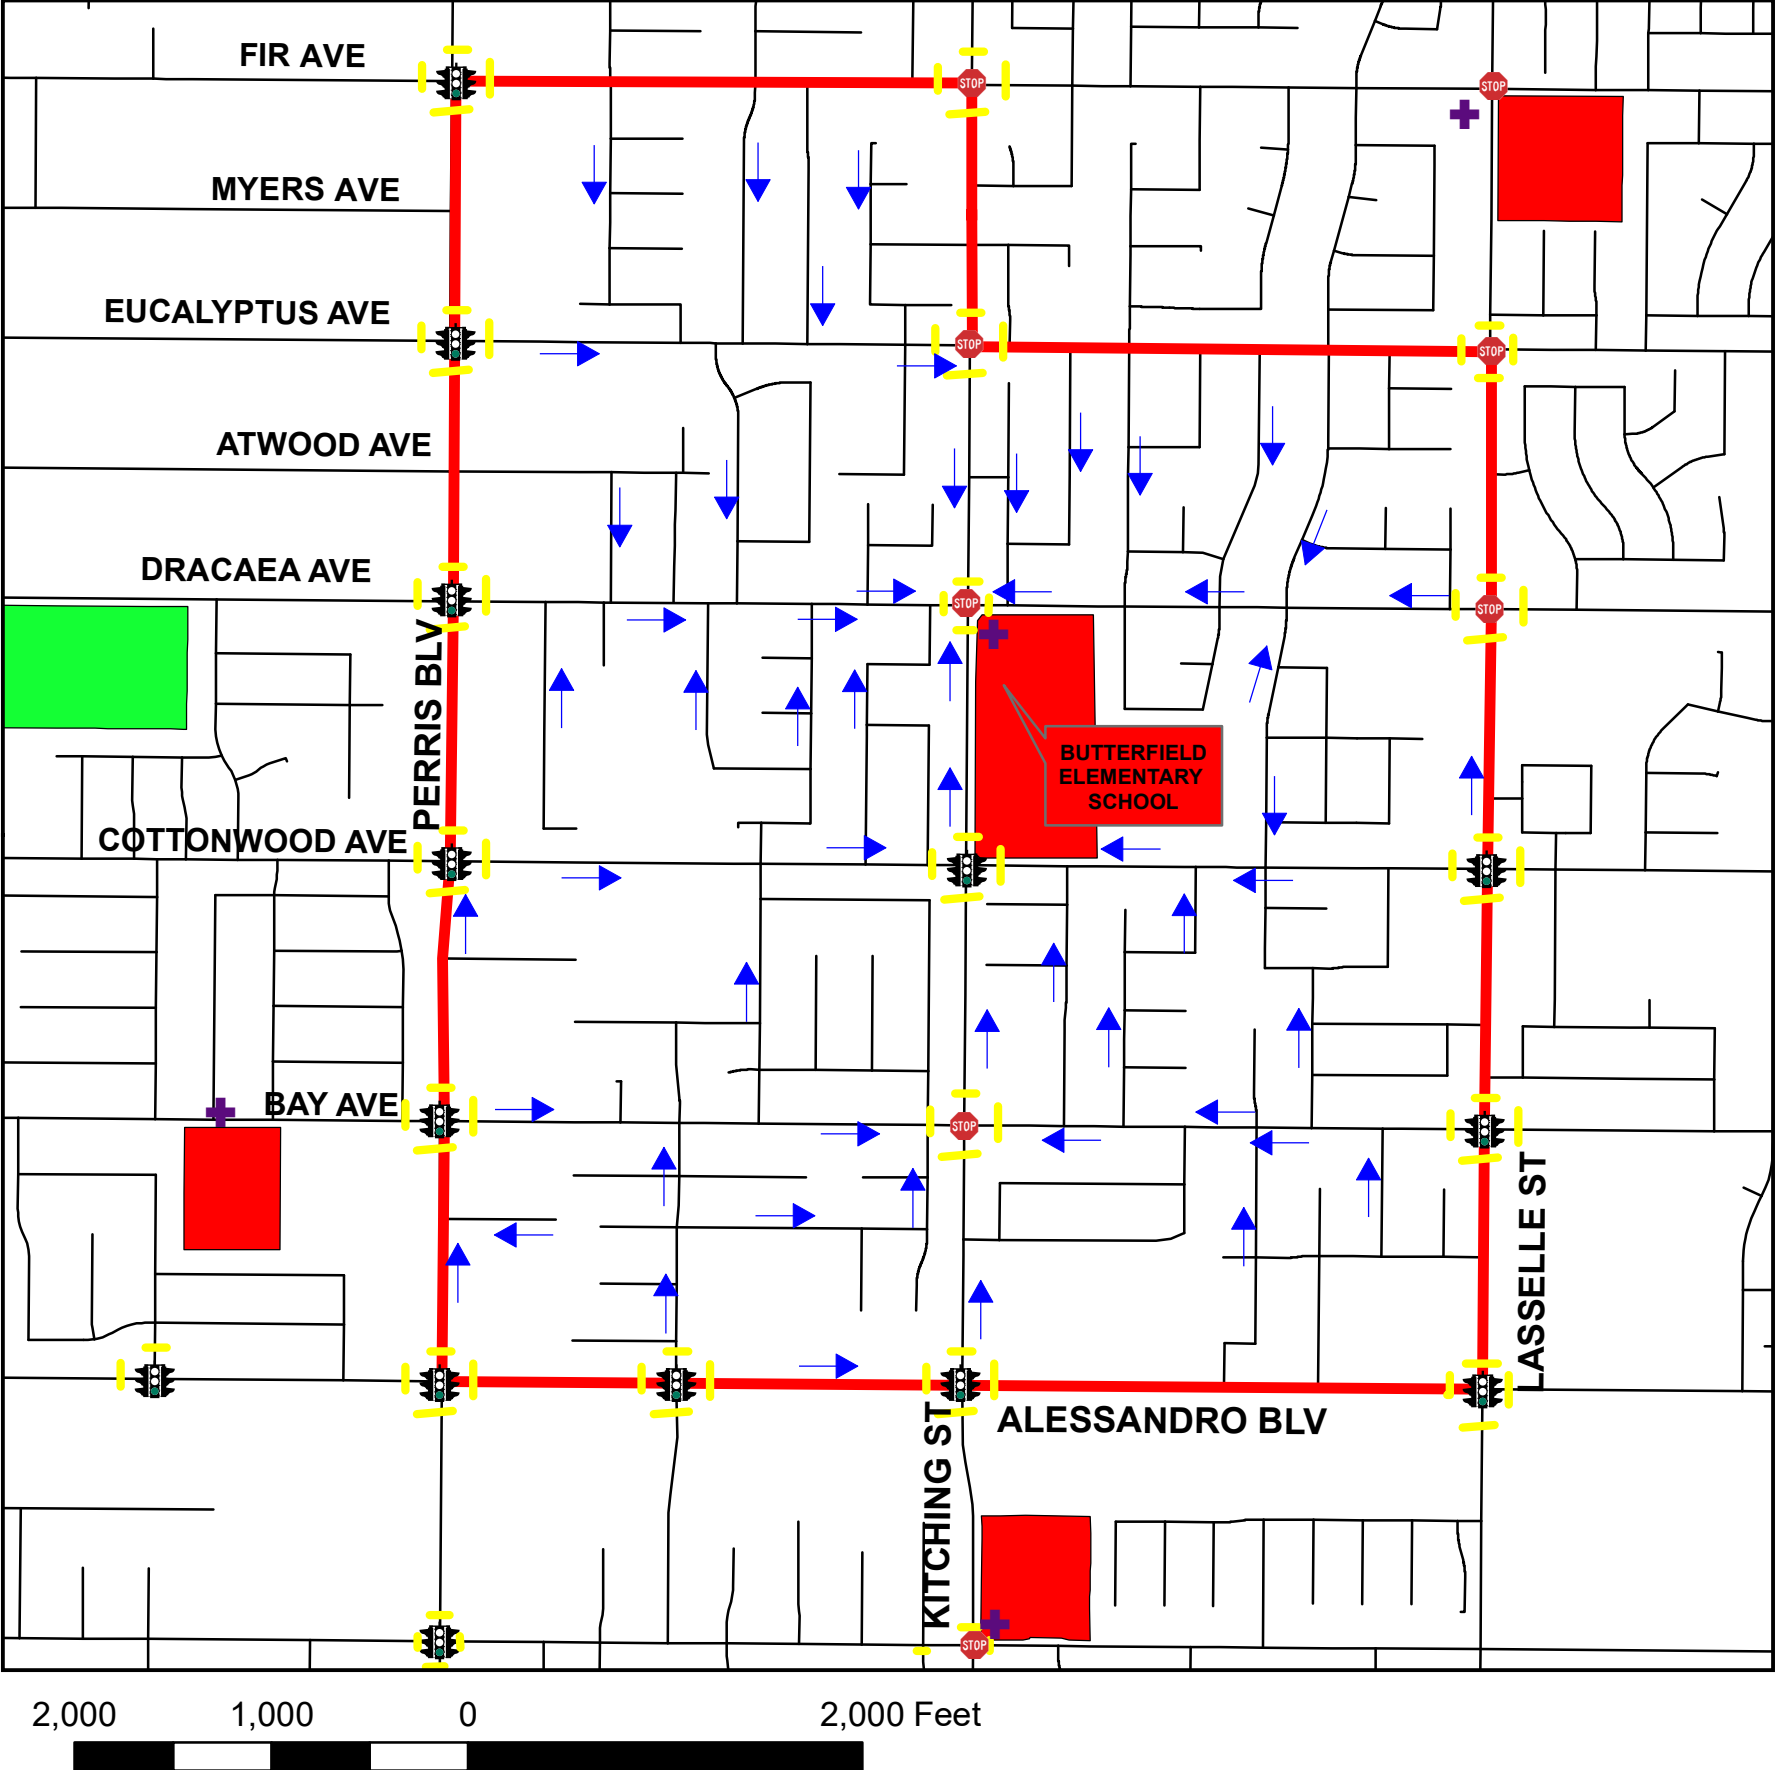 FIR AVE
STOP
STOP
MYERS AVE
EUCALYPTUS AVE
STOP
STOP
ATWOOD AVE
DRACAEA AVE
STOP
STOP
PERRIS BLV
BUTTERFIELD
ELEMENTARY
SCHOOL
COTTONWOOD AVE
BAY AVE
STOP
LASSELLE ST
ALESSANDRO BLV
KITCHING ST
STOP
2,000 1,000 0 2,000 Feet